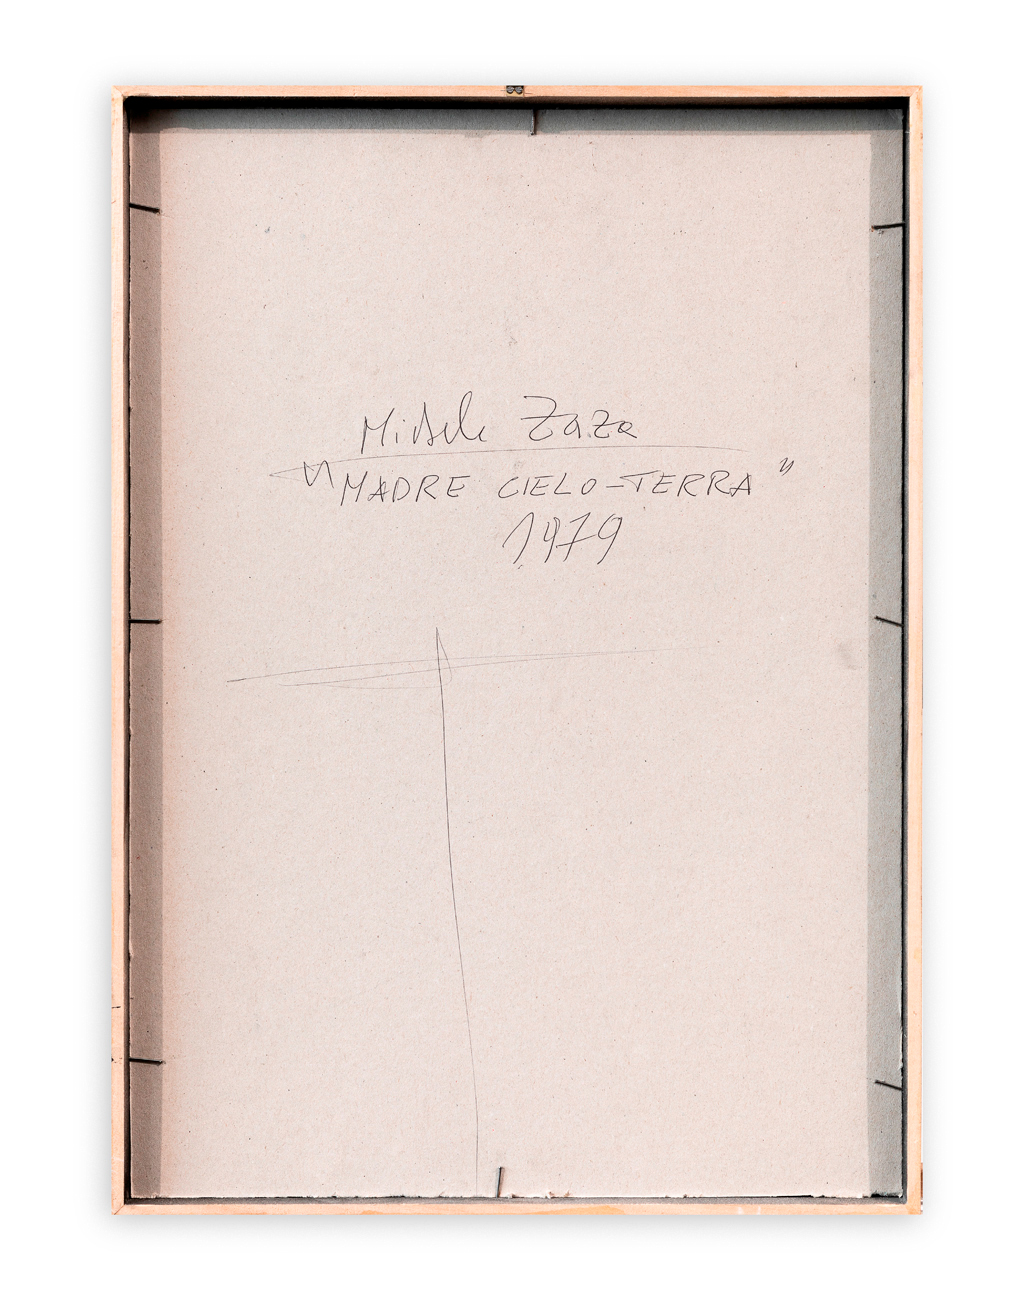 Michele Zaza
"MADRE CIELO-TERRA"
1979